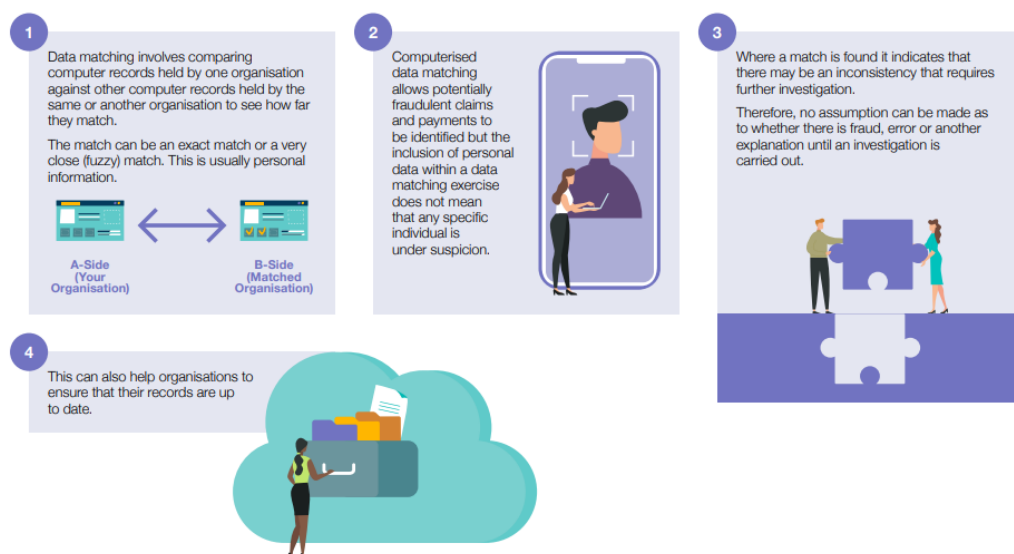 1
Data matching involves comparing
computer records held by one organisation
against other computer records held by the
same or another organisation to see how far
they match.
The match can be an exact match or a very
close (fuzzy) match. This is usually personal
information.
A-Side
(Your
Organisation)
B-Side
(Matched
Organisation)
2
Computerised
data matching
allows potentially
fraudulent claims
and payments to
be identified but the
inclusion of personal
data within a data
matching exercise
does not mean
that any specific
individual is
under suspicion.
3
Where a match is found it indicates that
there may be an inconsistency that requires
further investigation.
Therefore, no assumption can be made as
to whether there is fraud, error or another
explanation until an investigation is
carried out.
4
This can also help organisations to
ensure that their records are up
to date.